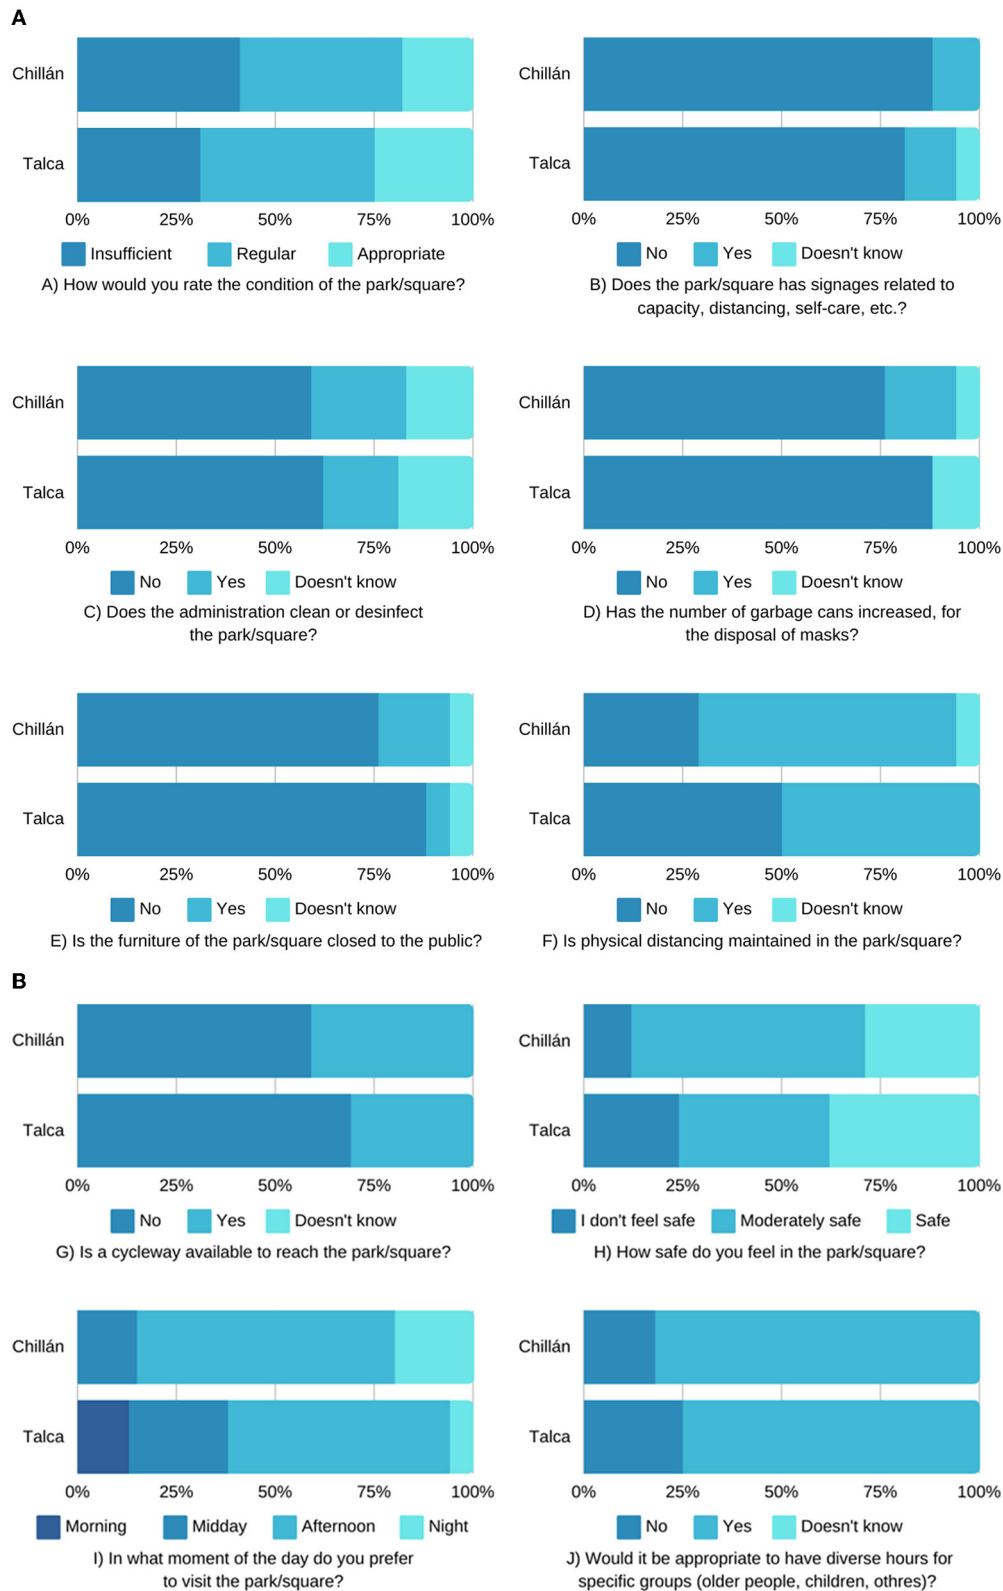 A
Chillán
Talca
0% 25% 50% 75% 100%
Insufficient Regular Appropriate
A) How would you rate the condition of the park/square?
Chillán
Talca
0% 25% 50% 75% 100%
No Yes Doesn't know
B) Does the park/square has signages related to
capacity, distancing, self-care, etc.?
Chillán
Talca
0% 25% 50% 75% 100%
No Yes Doesn't know
C) Does the administration clean or desinfect
the park/square?
Chillán
Talca
0% 25% 50% 75% 100%
No Yes Doesn't know
D) Has the number of garbage cans increased, for
the disposal of masks?
Chillán
Talca
0% 25% 50% 75% 100%
No Yes Doesn't know
E) Is the furniture of the park/square closed to the public?
Chillán
Talca
0% 25% 50% 75% 100%
No Yes Doesn't know
F) Is physical distancing maintained in the park/square?
B
Chillán
Talca
0% 25% 50% 75% 100%
No Yes Doesn't know
G) Is a cycleway available to reach the park/square?
Chillán
Talca
0% 25% 50% 75% 100%
I don't feel safe Moderately safe Safe
H) How safe do you feel in the park/square?
Chillán
Talca
0% 25% 50% 75% 100%
Morning Midday Afternoon Night
I) In what moment of the day do you prefer
to visit the park/square?
Chillán
Talca
0% 25% 50% 75% 100%
No Yes Doesn't know
J) Would it be appropriate to have diverse hours for
specific groups (older people, children, othres)?